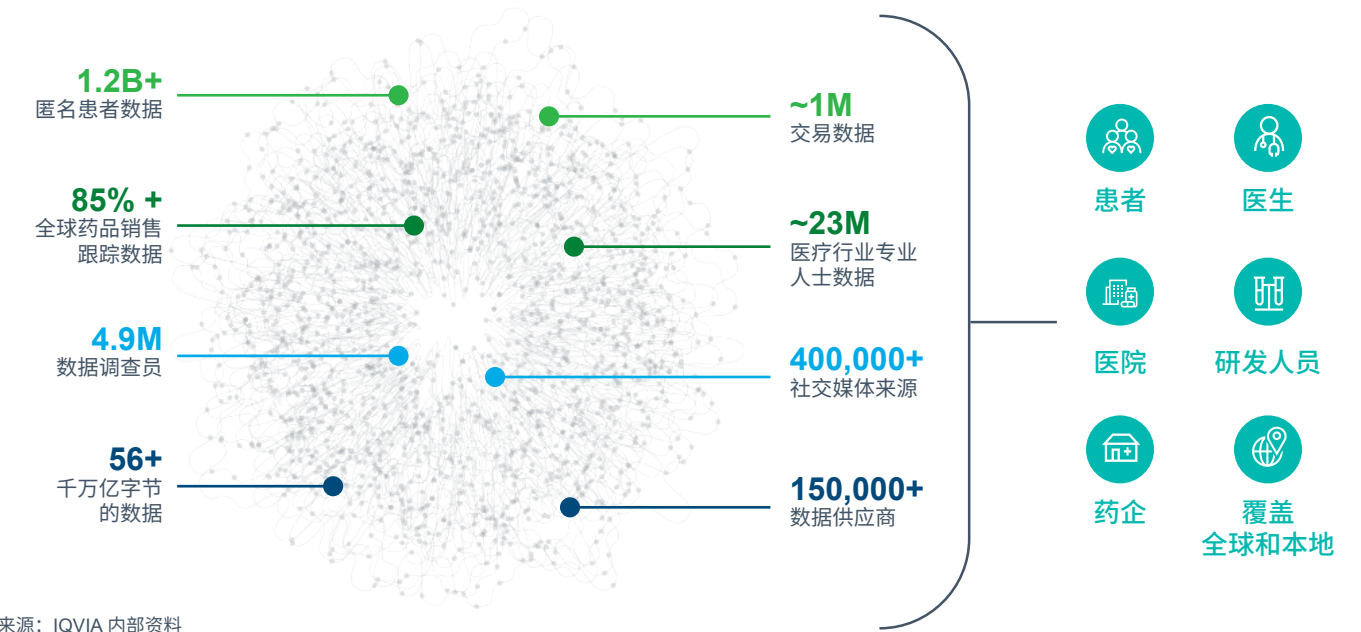 1.2B+
匿名患者数据
85% +
全球药品销售
跟踪数据
4.9M
数据调查员
56+
千万亿字节
的数据
~1M
交易数据
~23M
医疗行业专业
人士数据
400,000+
社交媒体来源
150,000+
数据供应商
患者
医生
医院
研发人员
药企
覆盖
全球和本地
来源：IQVIA 内部资料